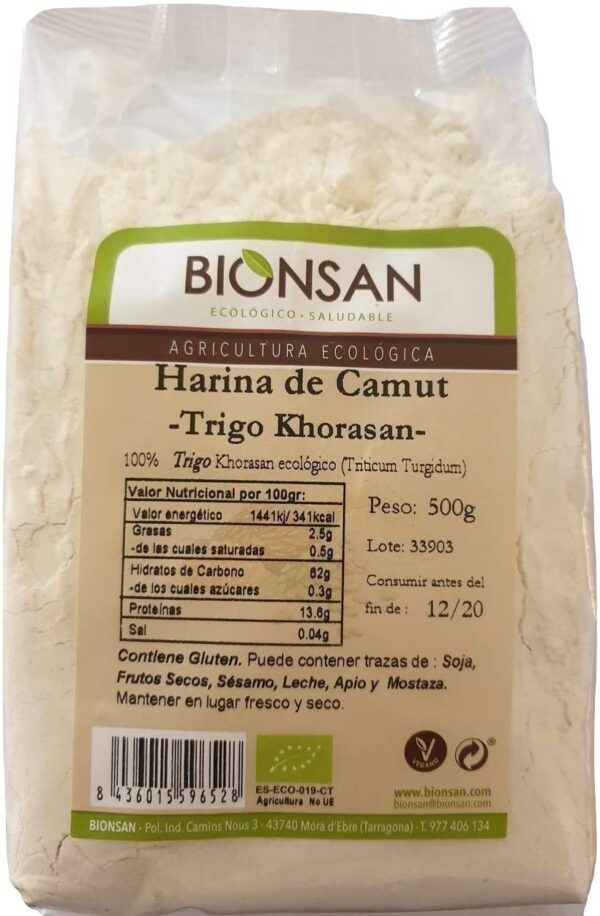 BIONSAN
ECOLÓGICO - SALUDABLE
AGRICULTURA ECOLÓGICA
Harina de Camut
-Trigo Khorasan-
100% Trigo Khorasan ecológico (Triticum Turgidum)
Valor Nutricional por 100gr:
Valor energético 1441kj/341kcal
Grasas 2.5g
-de las cuales saturadas 0.5g
Hidratos de Carbono 62g
-de los cuales azúcares 0.3g
Proteínas 13.6g
Sal 0.04g
Peso: 500g
Lote: 33903
Consumir antes del
fin de : 12/20
Contiene Gluten. Puede contener trazas de : Soja,
Frutos Secos, Sésamo, Leche, Apio y Mostaza.
Mantener en lugar fresco y seco.
8 436015 596528
ES-ECO-019-CT
Agricultura No UE
V
VEGANO
®
www.bionsan.com
bionsan@bionsan.com
BIONSAN - Pol. Ind. Camins Nous 3 - 43740 Móra d'Ebre (Tarragona) - T. 977 406 134